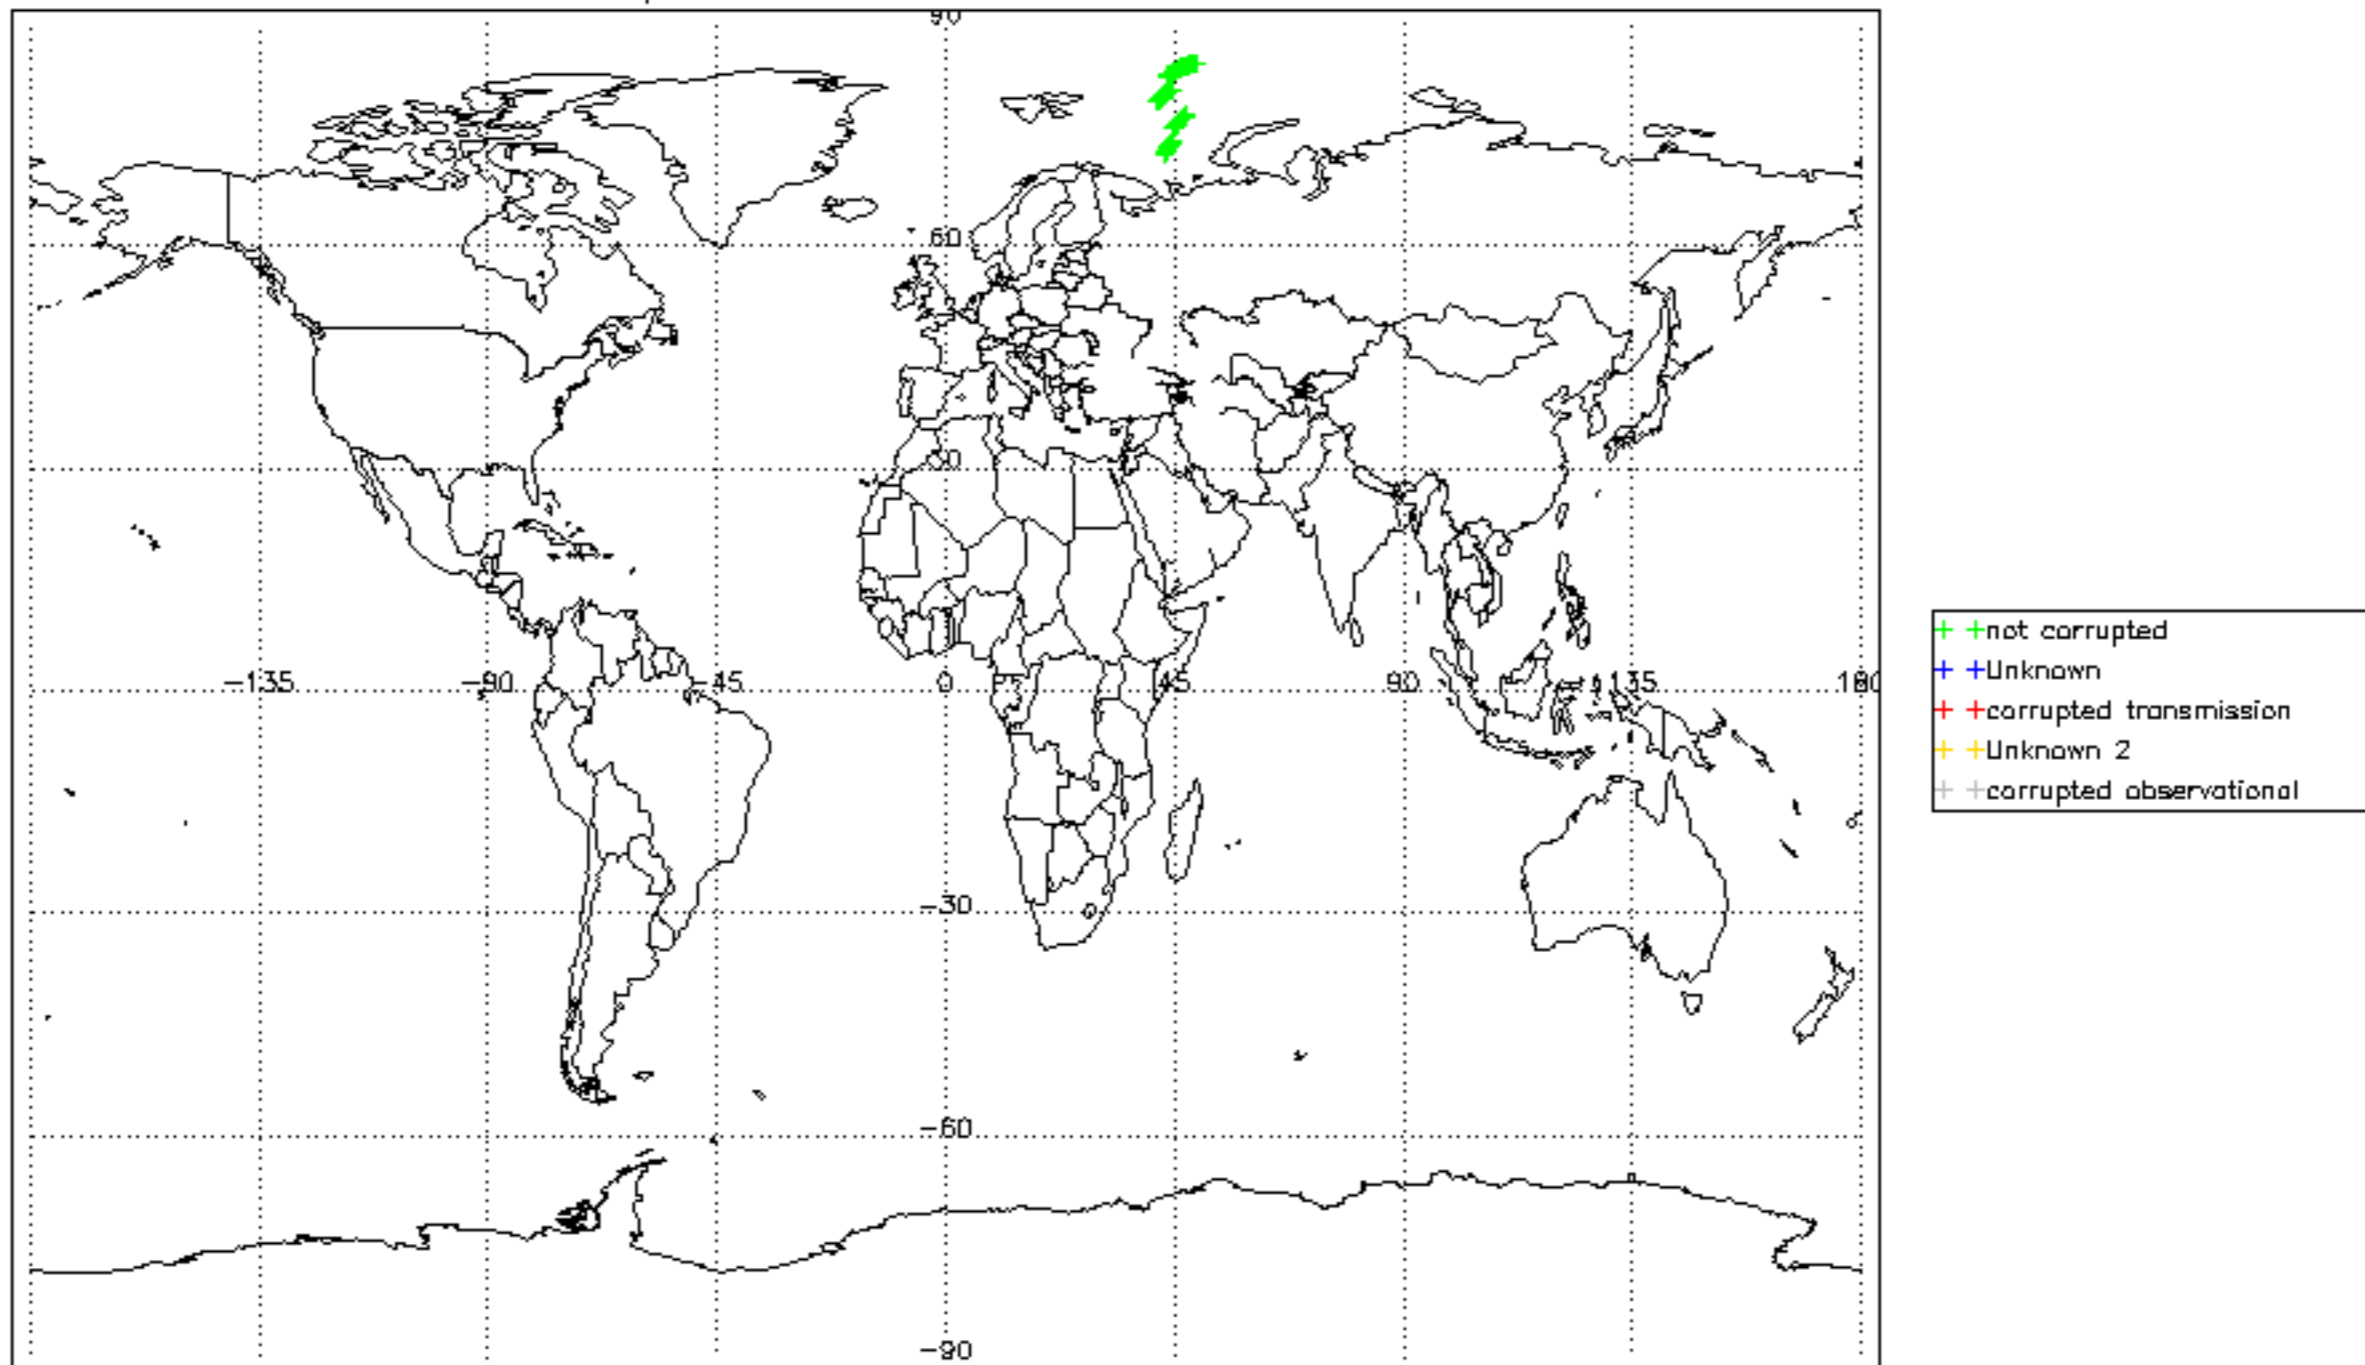 90
60
30
-135 -90 -45 0 45 90 135 180
-30
-60
-90
not corrupted
Unknown
corrupted transmission
Unknown 2
corrupted observational